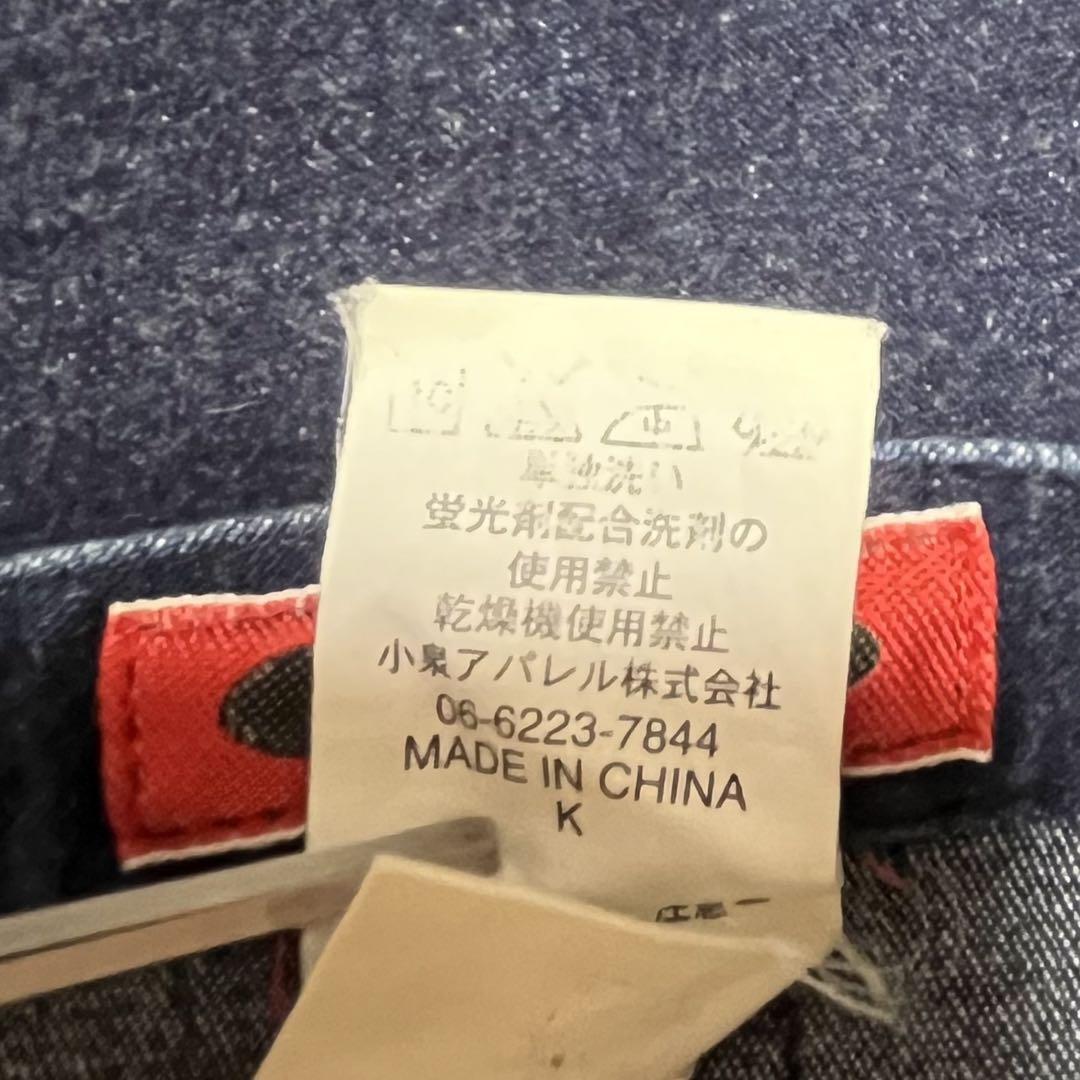 単独洗い
蛍光剤配合洗剤の
使用禁止
乾燥機使用禁止
小泉アパレル株式会社
06-6223-7844
MADE IN CHINA
K